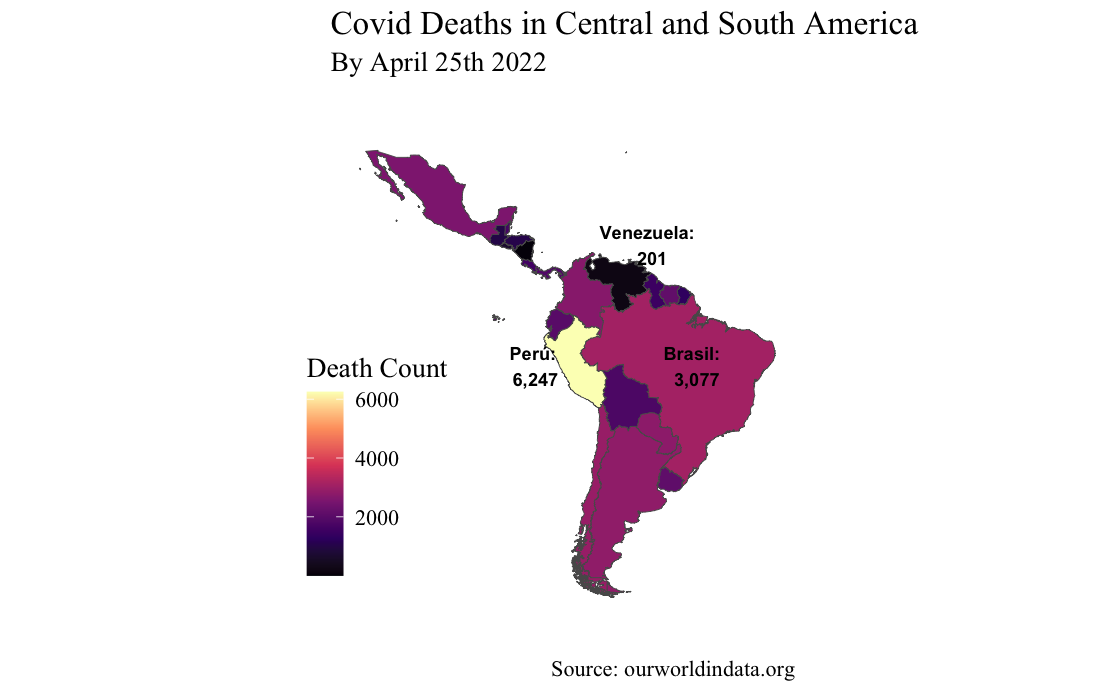 Covid Deaths in Central and South America
By April 25th 2022
Venezuela:
201
Peru:
6,247
Brasil:
3,077
Death Count
6000
4000
2000
Source: ourworldindata.org